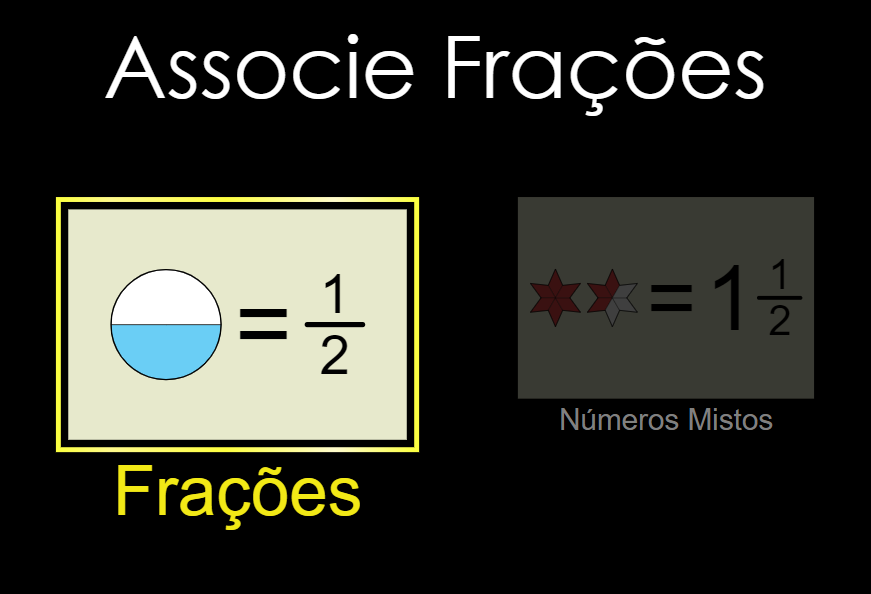 Associe Frações
= 1/2
= 1 1/2
Números Mistos
Frações